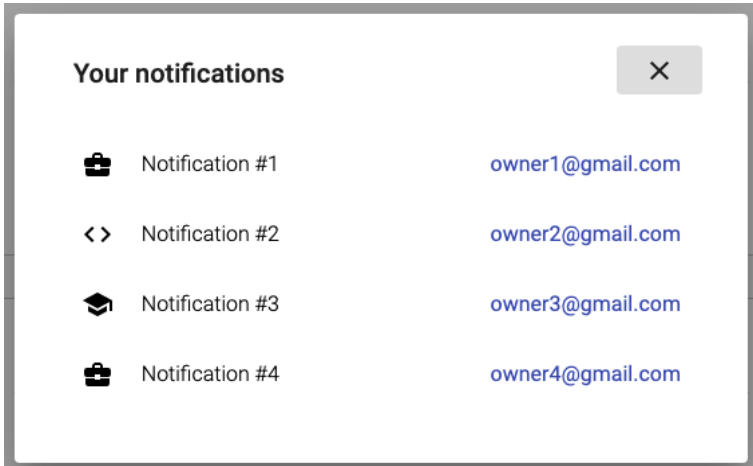 Your notifications
Notification #1 owner1@gmail.com
Notification #2 owner2@gmail.com
Notification #3 owner3@gmail.com
Notification #4 owner4@gmail.com